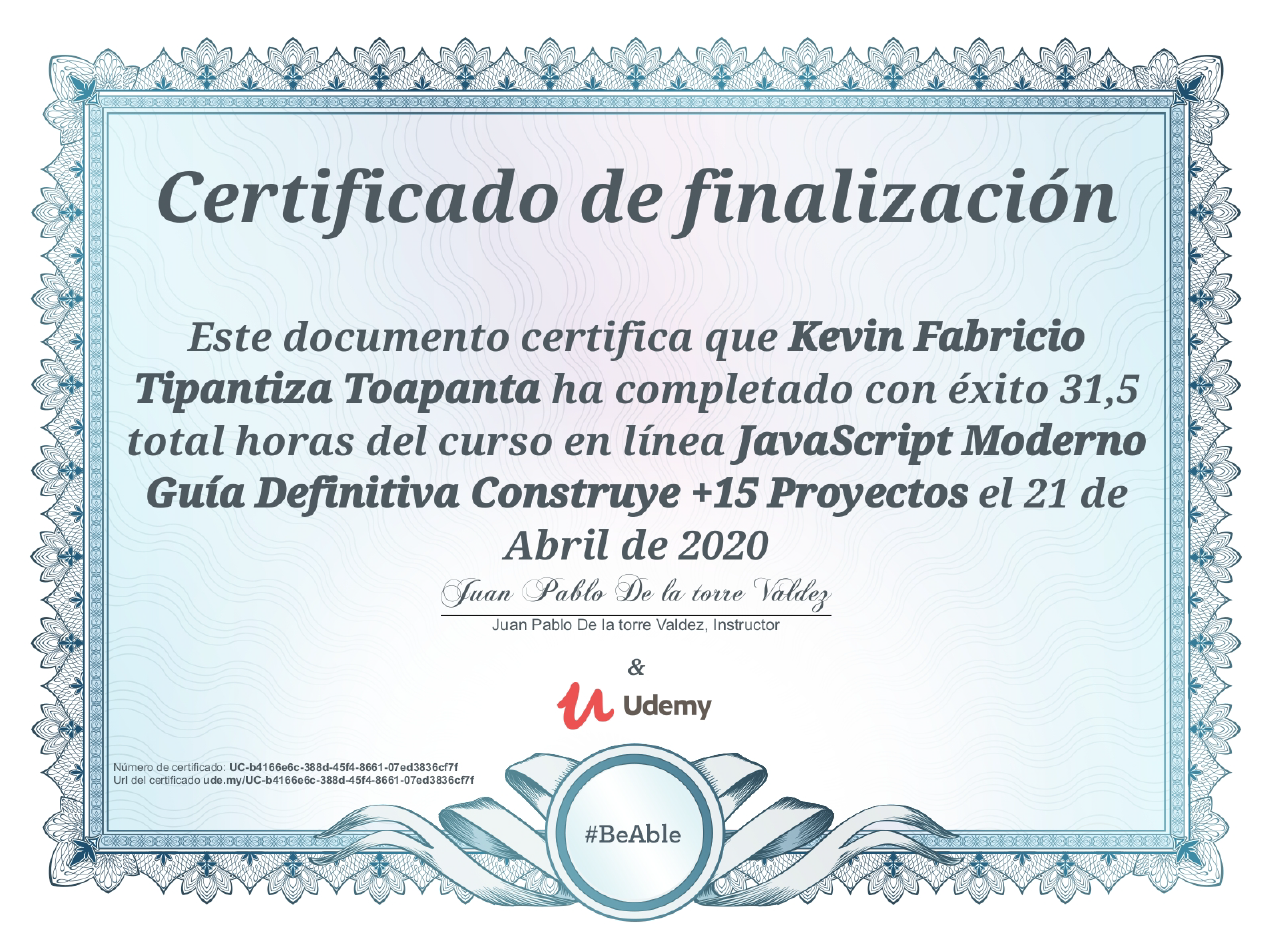 Certificado de finalización
Este documento certifica que Kevin Fabricio
Tipantiza Toapanta ha completado con éxito 31,5
total horas del curso en línea JavaScript Moderno
Guía Definitiva Construye +15 Proyectos el 21 de
Abril de 2020
Juan Pablo De la torre Valdez
Juan Pablo De la torre Valdez, Instructor
&
Udemy
Número de certificado: UC-b4166e6c-388d-45f4-8661-07ed3836cf7f
Url del certificado ude.my/UC-b4166e6c-388d-45f4-8661-07ed3836cf7f
#BeAble